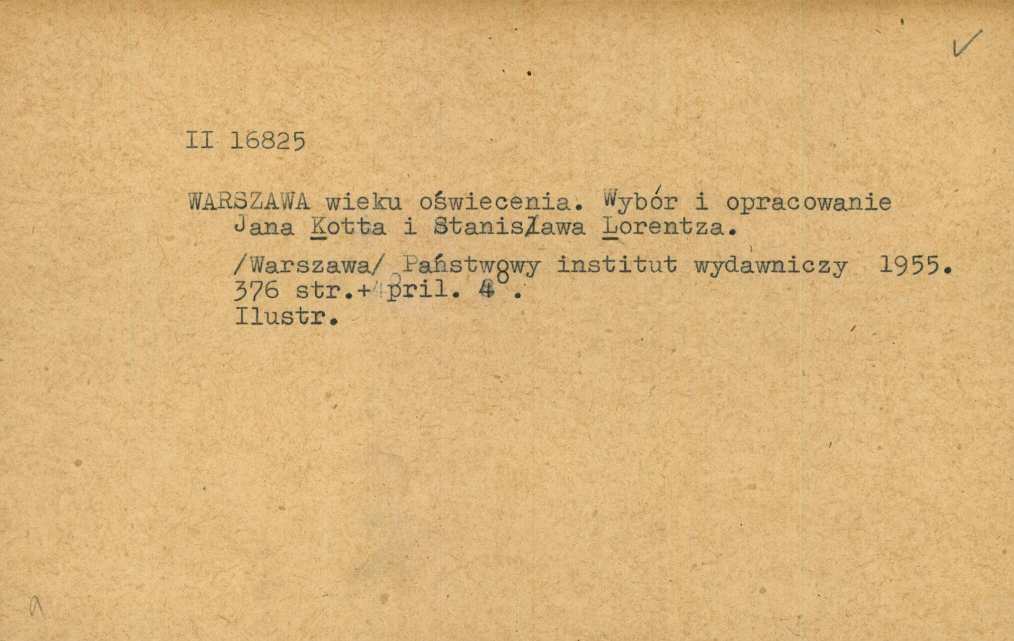 II 16825
WARSZAWA wieku oświecenia. Wybór i opracowanie
Jana Kotta i Stanisława Lorentza.
/Warszawa/ Państwowy institut wydawniczy 1955.
376 str.+4pril. 4⁸.
Ilustr.
a